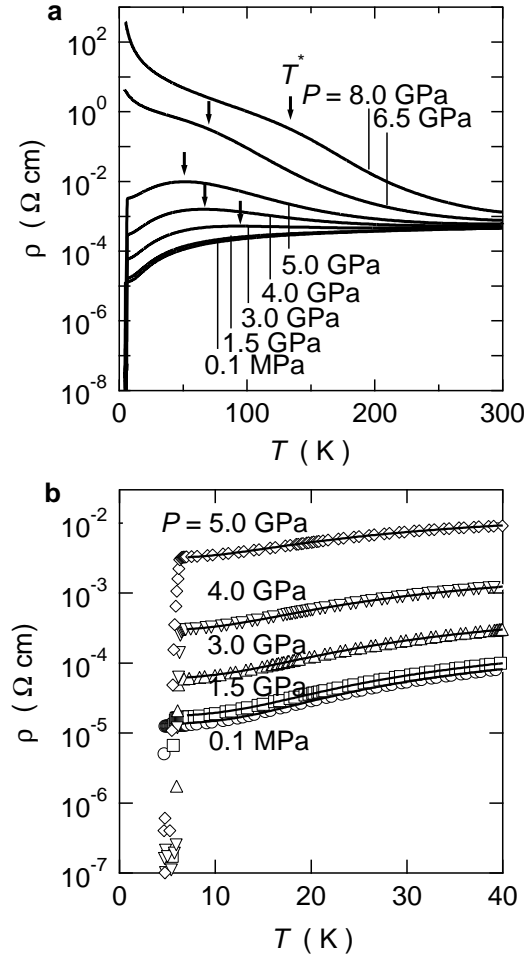 a
10^2
10^0
10^-2
10^-4
10^-6
10^-8
ρ ( Ω cm)
T*
P = 8.0 GPa
6.5 GPa
5.0 GPa
4.0 GPa
3.0 GPa
1.5 GPa
0.1 MPa
0 100 200 300
T ( K )
b
10^-2
10^-3
10^-4
10^-5
10^-6
10^-7
ρ ( Ω cm)
P = 5.0 GPa
4.0 GPa
3.0 GPa
1.5 GPa
0.1 MPa
0 10 20 30 40
T ( K )